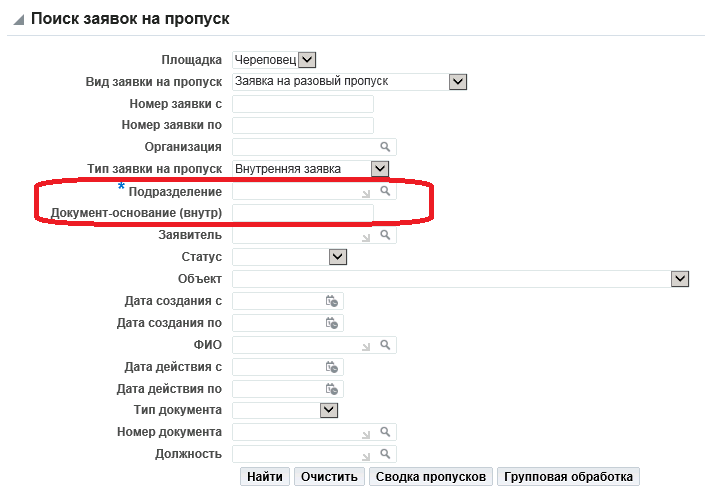 Поиск заявок на пропуск
Площадка Череповец
Вид заявки на пропуск Заявка на разовый пропуск
Номер заявки с
Номер заявки по
Организация
Тип заявки на пропуск Внутренняя заявка
* Подразделение
Документ-основание (внутр)
Заявитель
Статус
Объект
Дата создания с
Дата создания по
ФИО
Дата действия с
Дата действия по
Тип документа
Номер документа
Должность
Найти Очистить Сводка пропусков Групповая обработка